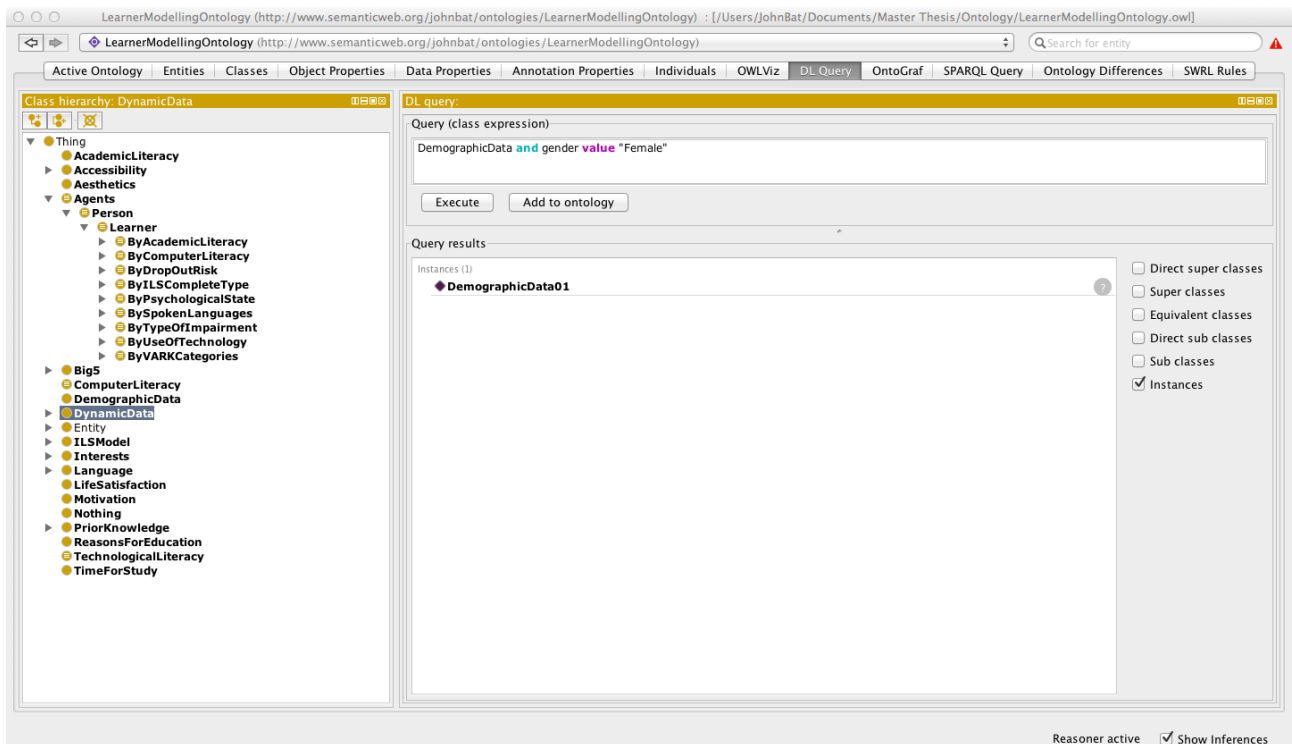 LearnerModellingOntology (http://www.semanticweb.org/johnbat/ontologies/LearnerModellingOntology) : [/Users/JohnBat/Documents/Master Thesis/Ontology/LearnerModellingOntology.owl]
LearnerModellingOntology (http://www.semanticweb.org/johnbat/ontologies/LearnerModellingOntology) Search for entity
Active Ontology Entities Classes Object Properties Data Properties Annotation Properties Individuals OWLViz DL Query OntoGraf SPARQL Query Ontology Differences SWRL Rules
Class hierarchy: DynamicData
Thing
AcademicLiteracy
Accessibility
Aesthetics
Agents
Person
Learner
ByAcademicLiteracy
ByComputerLiteracy
ByDropOutRisk
ByILSCompleteType
ByPsychologicalState
BySpokenLanguages
ByTypeOfImpairment
ByUseOfTechnology
ByVARKCategories
Big5
ComputerLiteracy
DemographicData
DynamicData
Entity
ILSModel
Interests
Language
LifeSatisfaction
Motivation
Nothing
PriorKnowledge
ReasonsForEducation
TechnologicalLiteracy
TimeForStudy
DL query:
Query (class expression)
DemographicData and gender value "Female"
Execute Add to ontology
Query results
Instances (1)
DemographicData01 ?
Direct super classes
Super classes
Equivalent classes
Direct sub classes
Sub classes
Instances
Reasoner active Show Inferences